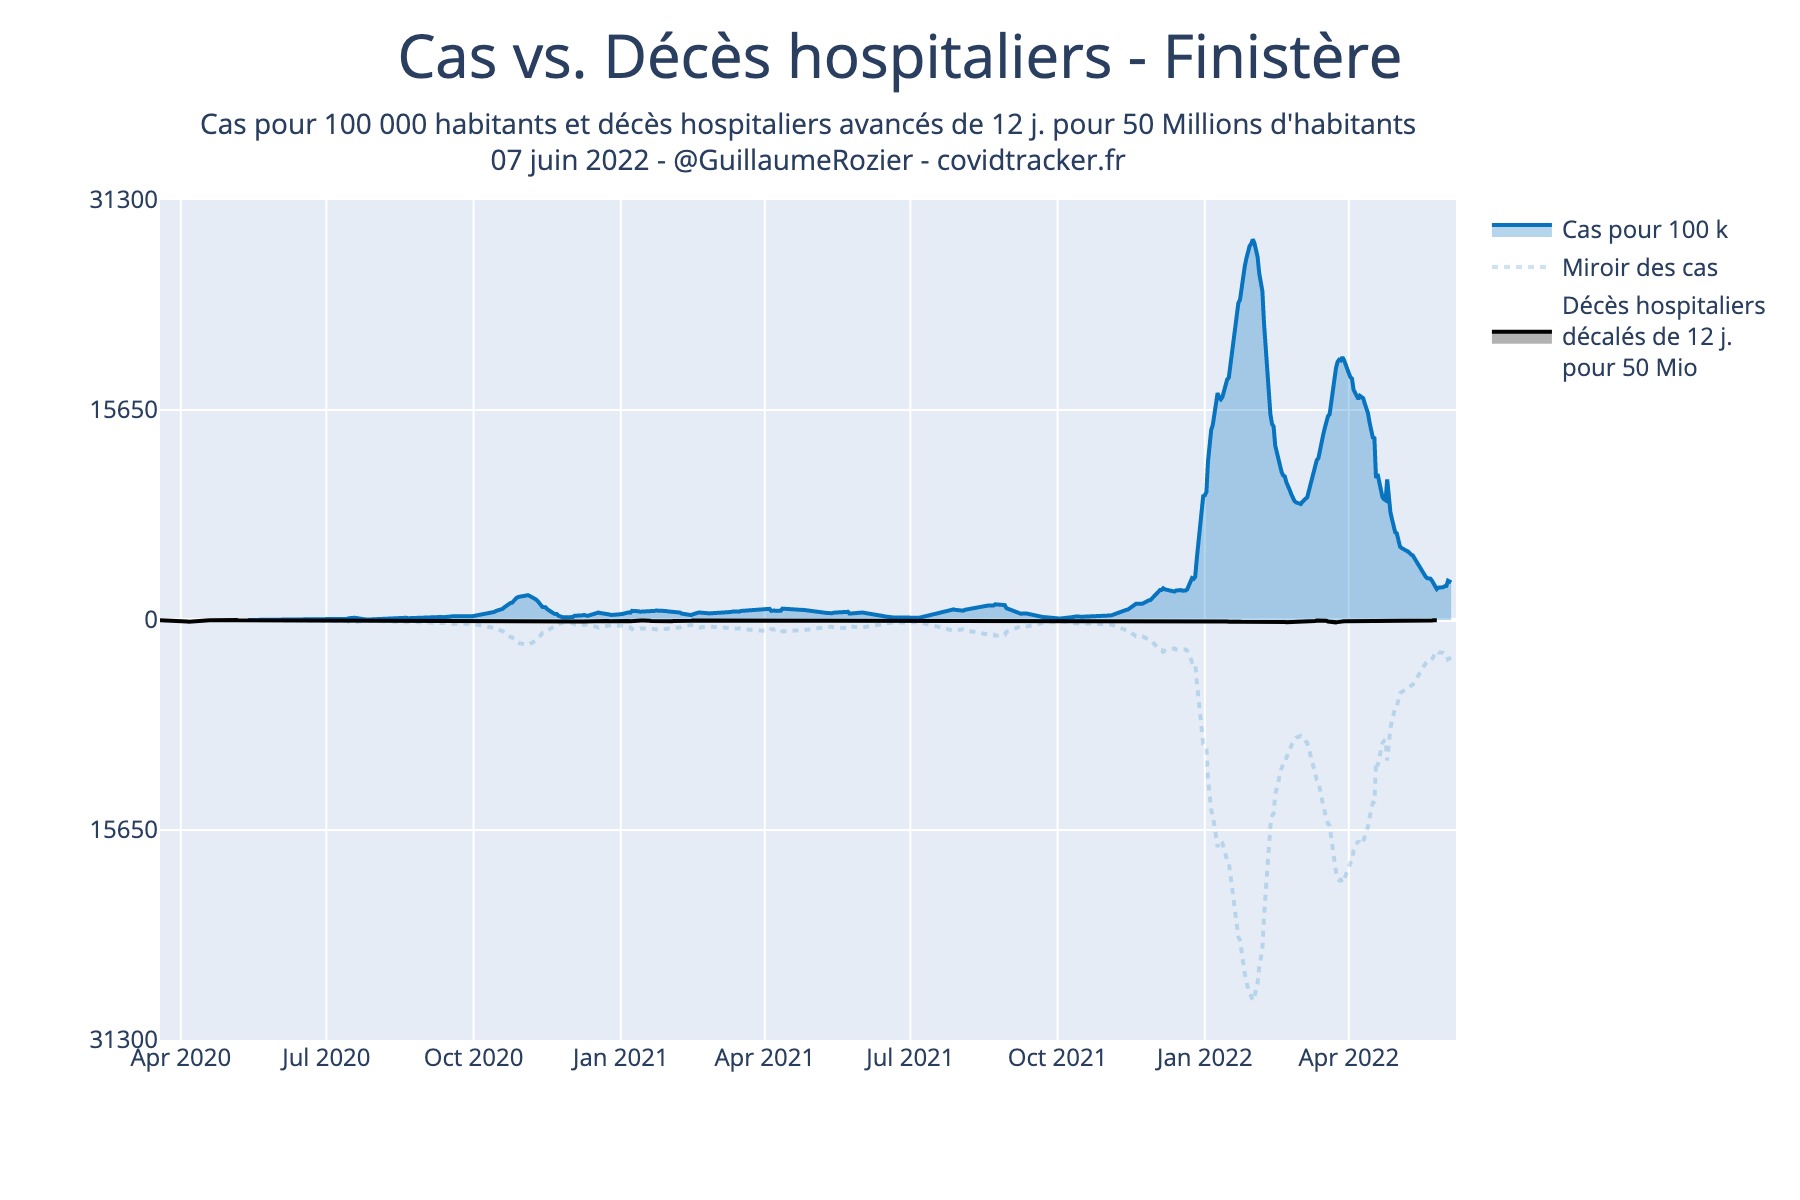 Cas vs. Décès hospitaliers - Finistère
Cas pour 100 000 habitants et décès hospitaliers avancés de 12 j. pour 50 Millions d'habitants
07 juin 2022 - @GuillaumeRozier - covidtracker.fr
31300
15650
0
15650
31300
Apr 2020
Jul 2020
Oct 2020
Jan 2021
Apr 2021
Jul 2021
Oct 2021
Jan 2022
Apr 2022
Cas pour 100 k
Miroir des cas
Décès hospitaliers
décalés de 12 j.
pour 50 Mio